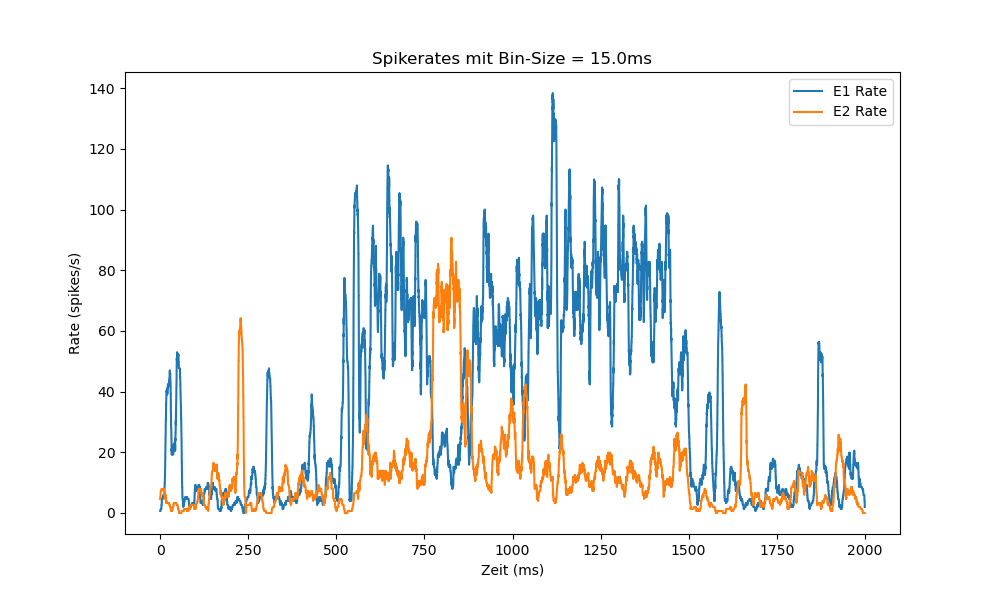 Spikerates mit Bin-Size = 15.0ms
E1 Rate
E2 Rate
Rate (spikes/s)
140
120
100
80
60
40
20
0
0 250 500 750 1000 1250 1500 1750 2000
Zeit (ms)